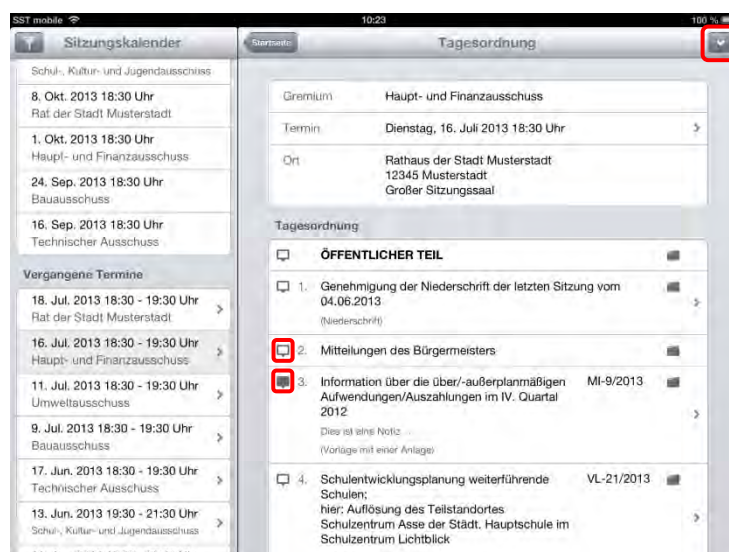 SST mobile
10:23
100 %
Sitzungskalender
Schul-, Kultur- und Jugendausschuss
8. Okt. 2013 18:30 Uhr
Rat der Stadt Musterstadt
1. Okt. 2013 18:30 Uhr
Haupt- und Finanzausschuss
24. Sep. 2013 18:30 Uhr
Bauausschuss
16. Sep. 2013 18:30 Uhr
Technischer Ausschuss
Vergangene Termine
18. Jul. 2013 18:30 - 19:30 Uhr
Rat der Stadt Musterstadt
16. Jul. 2013 18:30 - 19:30 Uhr
Haupt- und Finanzausschuss
11. Jul. 2013 18:30 - 19:30 Uhr
Umweltausschuss
9. Jul. 2013 18:30 - 19:30 Uhr
Bauausschuss
17. Jun. 2013 18:30 - 19:30 Uhr
Technischer Ausschuss
13. Jun. 2013 19:30 - 21:30 Uhr
Schul-, Kultur- und Jugendausschuss
Startseite
Tagesordnung
Gremium Haupt- und Finanzausschuss
Termin Dienstag, 16. Juli 2013 18:30 Uhr
Ort Rathaus der Stadt Musterstadt
12345 Musterstadt
Großer Sitzungssaal
Tagesordnung
ÖFFENTLICHER TEIL
1. Genehmigung der Niederschrift der letzten Sitzung vom
04.06.2013
(Niederschrift)
2. Mitteilungen des Bürgermeisters
3. Information über die über/-außerplanmäßigen MI-9/2013
Aufwendungen/Auszahlungen im IV. Quartal
2012
Dies ist eine Notiz ...
(Vorlage mit einer Anlage)
4. Schulentwicklungsplanung weiterführende VL-21/2013
Schulen;
hier: Auflösung des Teilstandortes
Schulzentrum Asse der Städt. Hauptschule im
Schulzentrum Lichtblick